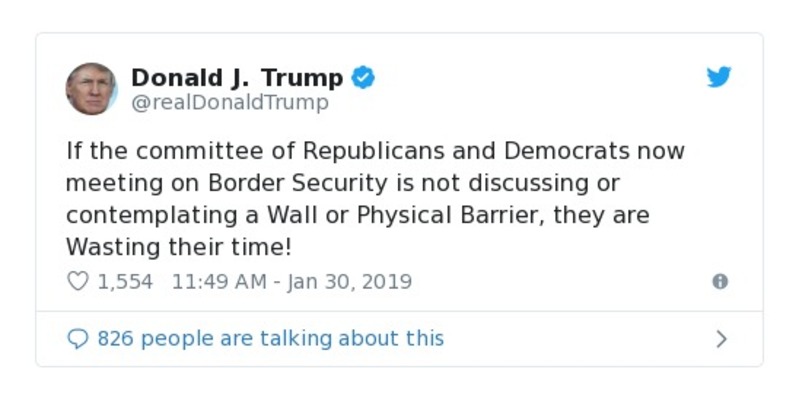 Donald J. Trump
@realDonaldTrump
If the committee of Republicans and Democrats now
meeting on Border Security is not discussing or
contemplating a Wall or Physical Barrier, they are
Wasting their time!
1,554 11:49 AM - Jan 30, 2019
826 people are talking about this